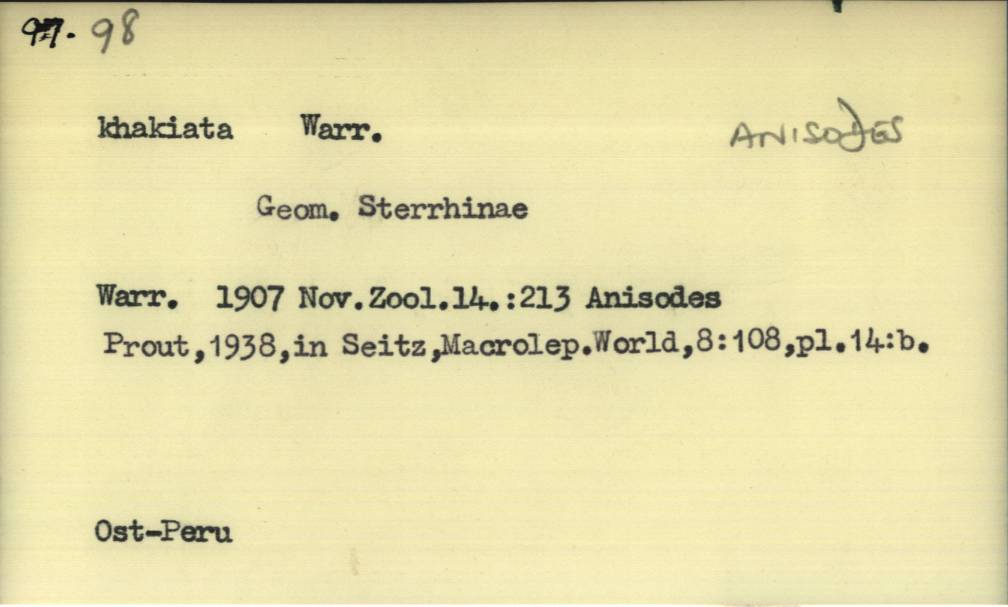 97. 98
khakiata Warr. ANISODES
Geom. Sterrhinae
Warr. 1907 Nov.Zool.14.:213 Anisodes
Prout,1938,in Seitz,Macrolep.World,8:108,pl.14:b.
Ost-Peru